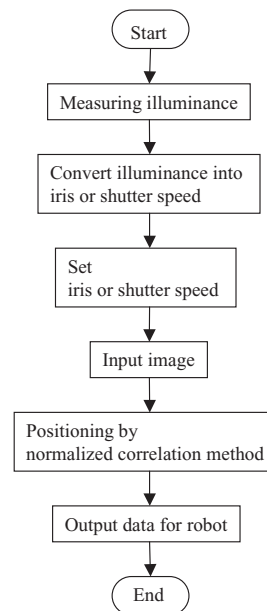 Start
Measuring illuminance
Convert illuminance into
iris or shutter speed
Set
iris or shutter speed
Input image
Positioning by
normalized correlation method
Output data for robot
End